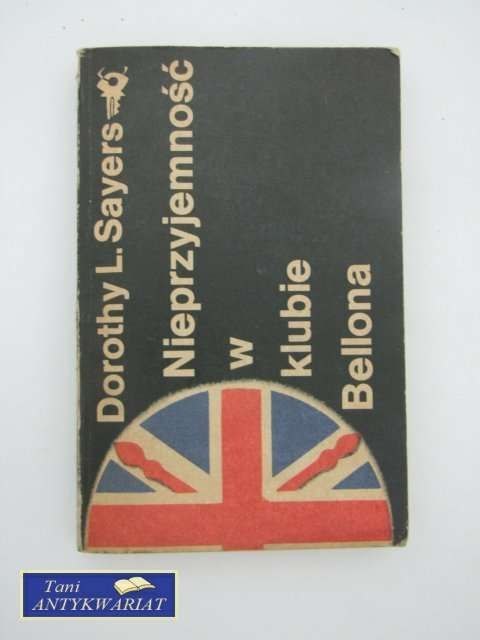 Dorothy L. Sayers
Nieprzyjemność
w
klubie
Bellona
Tani
ANTYKWARIAT